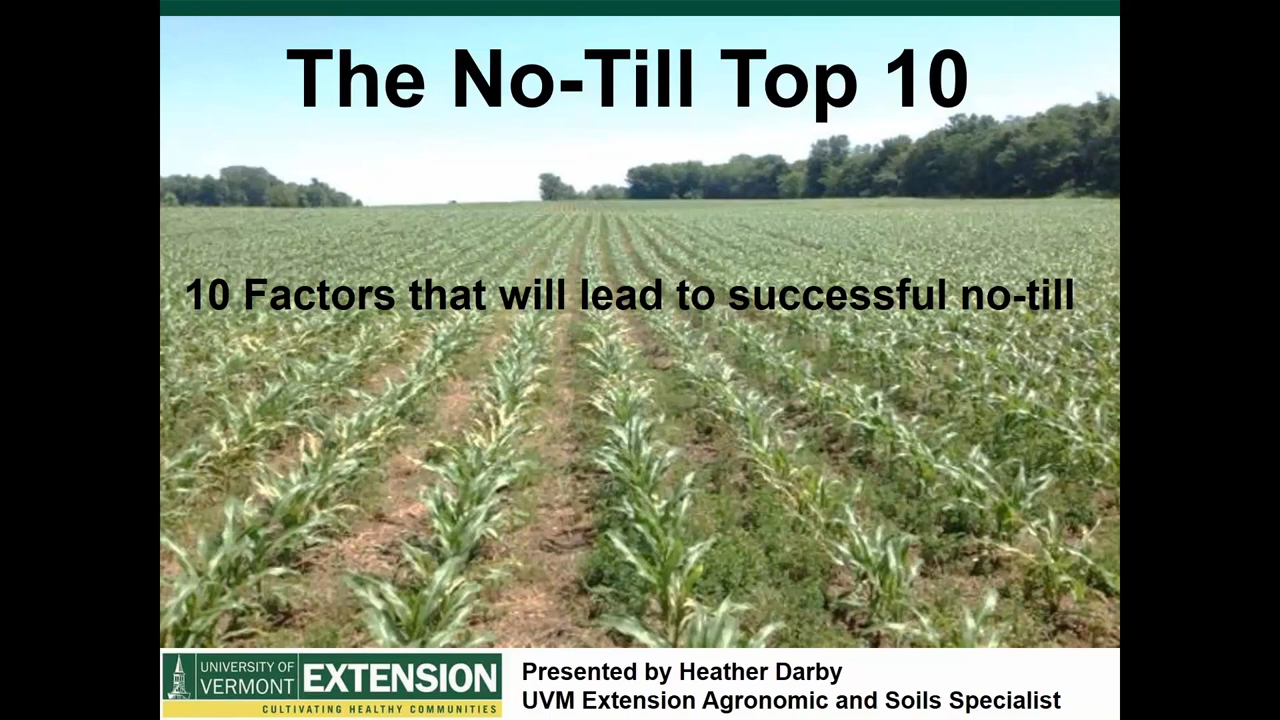 The No-Till Top 10
10 Factors that will lead to successful no-till
UNIVERSITY OF
VERMONT
EXTENSION
CULTIVATING HEALTHY COMMUNITIES
Presented by Heather Darby
UVM Extension Agronomic and Soils Specialist